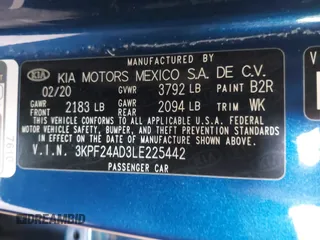 MANUFACTURED BY
KIA KIA MOTORS MEXICO S.A. DE C.V.
02/20 GVWR 3792 LB PAINT B2R
GAWR FRONT 2183 LB GAWR REAR 2094 LB TRIM WK
THIS VEHICLE CONFORMS TO ALL APPLICABLE U.S.A. FEDERAL
MOTOR VEHICLE SAFETY, BUMPER, AND THEFT PREVENTION STANDARDS
IN EFFECT ON THE DATE OF MANUFACTURE SHOWN ABOVE.
V.I.N. 3KPF24AD3LE225442
PASSENGER CAR
DREAMBID